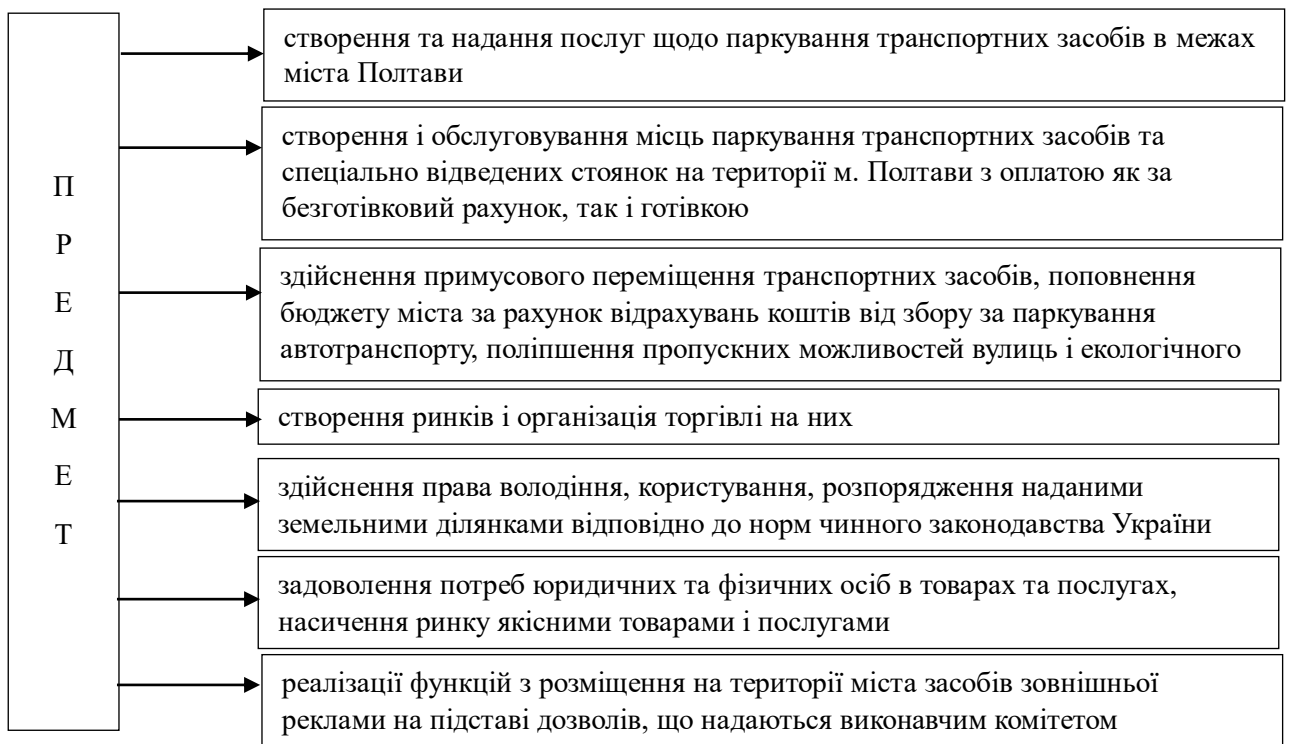 П
Р
Е
Д
М
Е
Т
створення та надання послуг щодо паркування транспортних засобів в межах
міста Полтави
створення і обслуговування місць паркування транспортних засобів та
спеціально відведених стоянок на території м. Полтави з оплатою як за
безготівковий рахунок, так і готівкою
здійснення примусового переміщення транспортних засобів, поповнення
бюджету міста за рахунок відрахувань коштів від збору за паркування
автотранспорту, поліпшення пропускних можливостей вулиць і екологічного
створення ринків і організація торгівлі на них
здійснення права володіння, користування, розпорядження наданими
земельними ділянками відповідно до норм чинного законодавства України
задоволення потреб юридичних та фізичних осіб в товарах та послугах,
насичення ринку якісними товарами і послугами
реалізації функцій з розміщення на території міста засобів зовнішньої
реклами на підставі дозволів, що надаються виконавчим комітетом